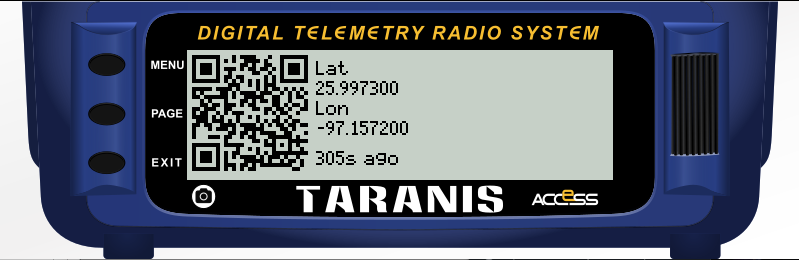 DIGITAL TELEMETRY RADIO SYSTEM
MENU
PAGE
EXIT
Lat
25.997300
Lon
-97.157200
305s ago
TARANIS
ACCeSS